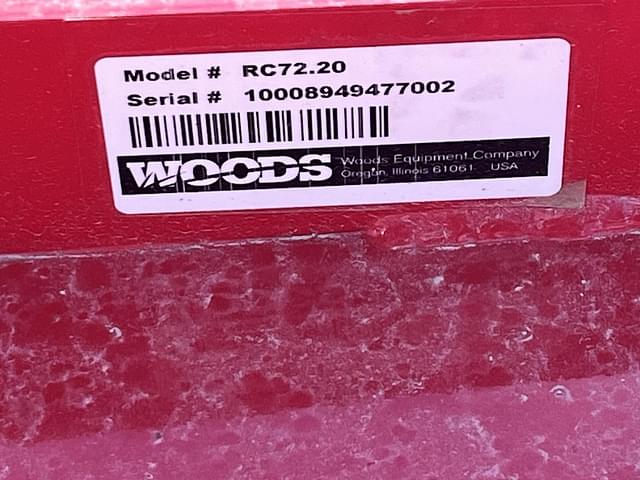 Model # RC72.20
Serial # 10008949477002
WOODS
Woods Equipment Company
Oregon, Illinois 61061 USA